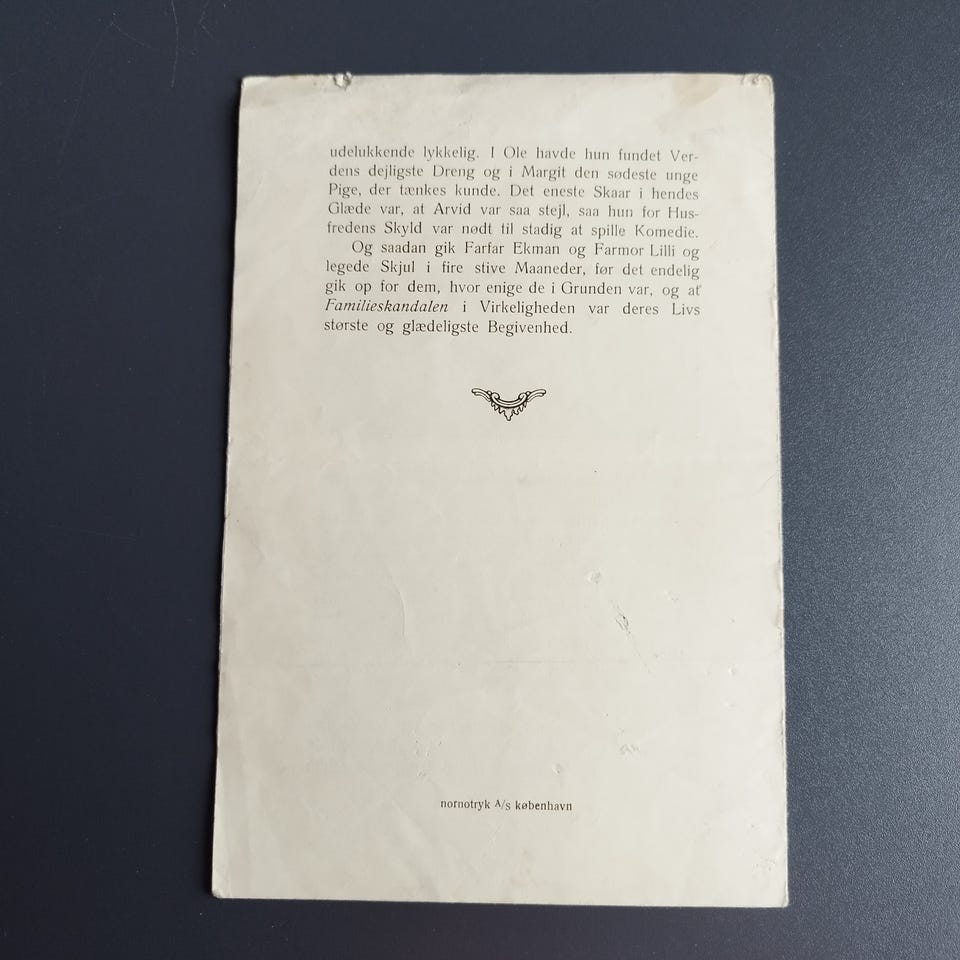 udelukkende lykkelig. I Ole havde hun fundet Ver-
dens dejligste Dreng og i Margit den sødeste unge
Pige, der tænkes kunde. Det eneste Skaar i hendes
Glæde var, at Arvid var saa stejl, saa hun for Hus-
fredens Skyld var nødt til stadig at spille Komedie.
Og saadan gik Farfar Ekman og Farmor Lilli og
legede Skjul i fire stive Maaneder, før det endelig
gik op for dem, hvor enige de i Grunden var, og at
Familieskandalen i Virkeligheden var deres Livs
største og glædeligste Begivenhed.
nornotryk A/s københavn